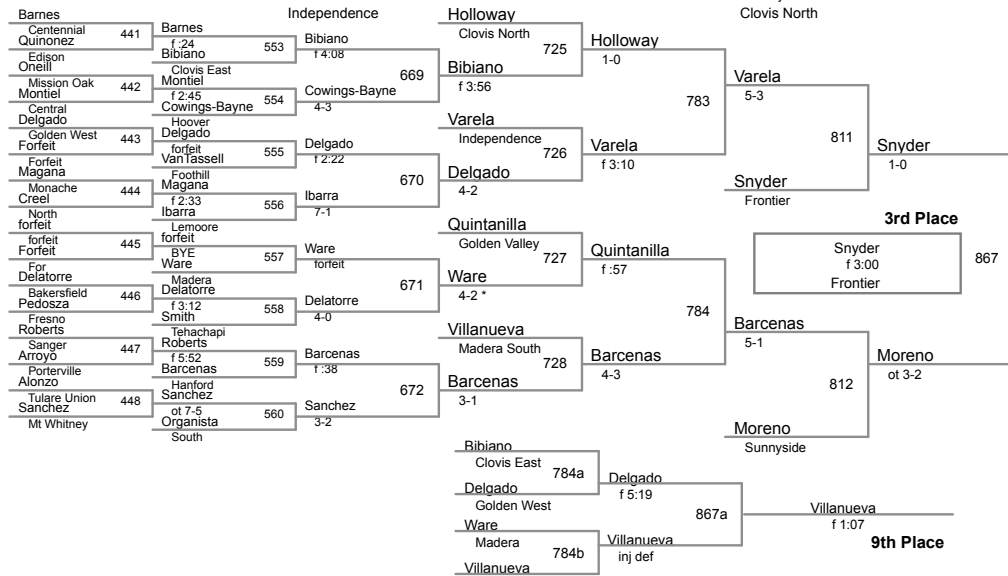 Independence
Clovis North
Barnes
Centennial
441
Quinonez
Edison
Oneill
Mission Oak
442
Montiel
Central
Delgado
Golden West
443
Forfeit
Forfeit
Magana
Monache
444
Creel
North
forfeit
forfeit
445
Forfeit
For
Delatorre
Bakersfield
446
Pedosza
Fresno
Roberts
Sanger
447
Arroyo
Porterville
Alonzo
Tulare Union
448
Sanchez
Mt Whitney
Barnes
f :24
553
Bibiano
Clovis East
Montiel
f 2:45
554
Cowings-Bayne
Hoover
Delgado
forfeit
555
VanTassell
Foothill
Magana
f 2:33
556
Ibarra
Lemoore
forfeit
BYE
557
Ware
Madera
Delatorre
f 3:12
558
Smith
Tehachapi
Roberts
f 5:52
559
Barcenas
Hanford
Sanchez
ot 7-5
560
Organista
South
Bibiano
f 4:08
669
Cowings-Bayne
4-3
Delgado
f 2:22
670
Ibarra
7-1
Ware
forfeit
671
Delatorre
4-0
Barcenas
f :38
672
Sanchez
3-2
Holloway
Clovis North
725
Bibiano
f 3:56
Varela
Independence
726
Delgado
4-2
Quintanilla
Golden Valley
727
Ware
4-2 *
Villanueva
Madera South
728
Barcenas
3-1
Holloway
1-0
783
Varela
f 3:10
Quintanilla
f :57
784
Barcenas
4-3
Varela
5-3
811
Snyder
Frontier
Barcenas
5-1
812
Moreno
Sunnyside
Snyder
1-0
3rd Place
Snyder
f 3:00
Frontier
867
Moreno
ot 3-2
Bibiano
Clovis East
784a
Delgado
Golden West
Ware
Madera
784b
Villanueva
Delgado
f 5:19
867a
Villanueva
inj def
Villanueva
f 1:07
9th Place